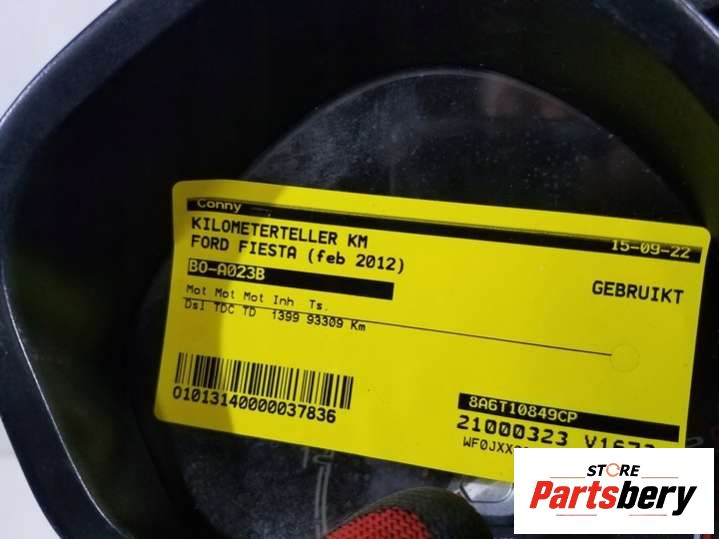 Conny
15-09-22
KILOMETERTELLER KM
FORD FIESTA (feb 2012)
BO-A023B
GEBRUIKT
Mot Mot Mot Inh Ts.
Dsl TDC TD 1399 93309 Km
01013140000037836
8A6T10849CP
21000323
STORE
Partsbery